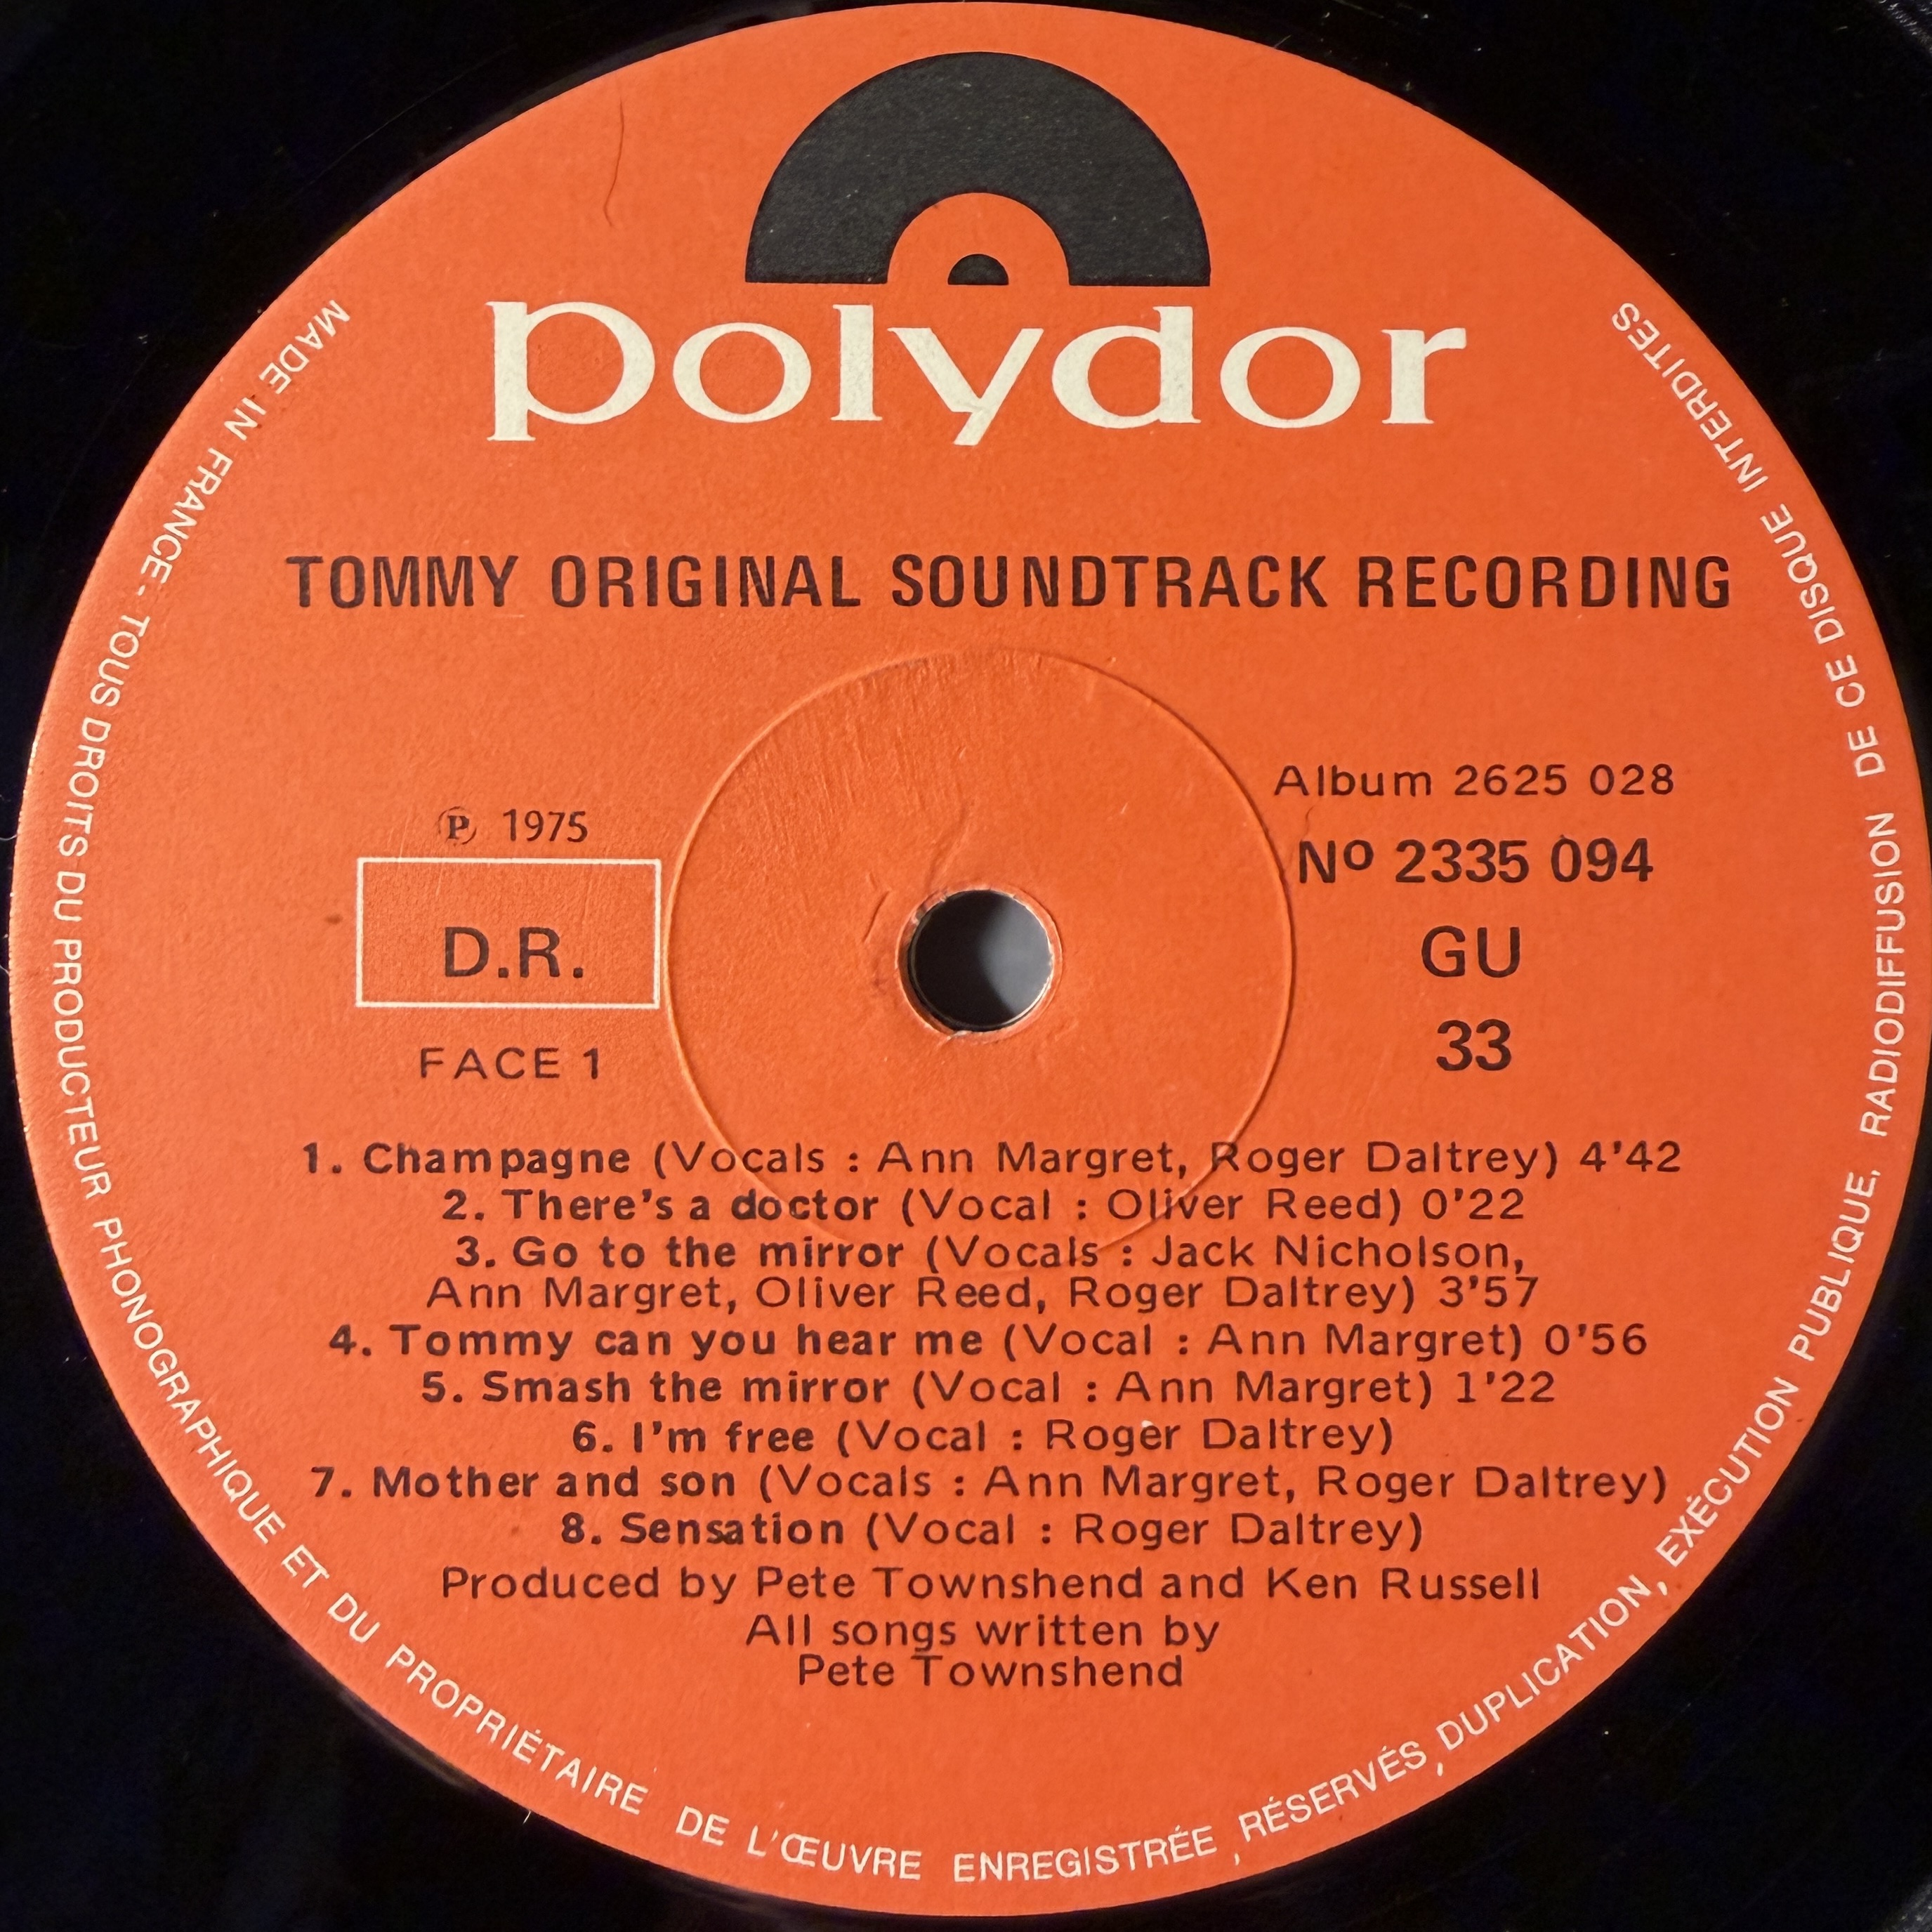 polydor
TOMMY ORIGINAL SOUNDTRACK RECORDING
Ⓟ 1975
D.R.
FACE 1
Album 2625 028
Nº 2335 094
GU
33
1. Champagne (Vocals : Ann Margret, Roger Daltrey) 4'42
2. There's a doctor (Vocal : Oliver Reed) 0'22
3. Go to the mirror (Vocals : Jack Nicholson,
Ann Margret, Oliver Reed, Roger Daltrey) 3'57
4. Tommy can you hear me (Vocal : Ann Margret) 0'56
5. Smash the mirror (Vocal : Ann Margret) 1'22
6. I'm free (Vocal : Roger Daltrey)
7. Mother and son (Vocals : Ann Margret, Roger Daltrey)
8. Sensation (Vocal : Roger Daltrey)
Produced by Pete Townshend and Ken Russell
All songs written by
Pete Townshend
MADE IN FRANCE - TOUS DROITS DU PRODUCTEUR PHONOGRAPHIQUE ET DU PROPRIÉTAIRE DE L'ŒUVRE ENREGISTRÉE, RÉSERVÉS, DUPLICATION, EXÉCUTION PUBLIQUE, RADIODIFFUSION DE CE DISQUE INTERDITES